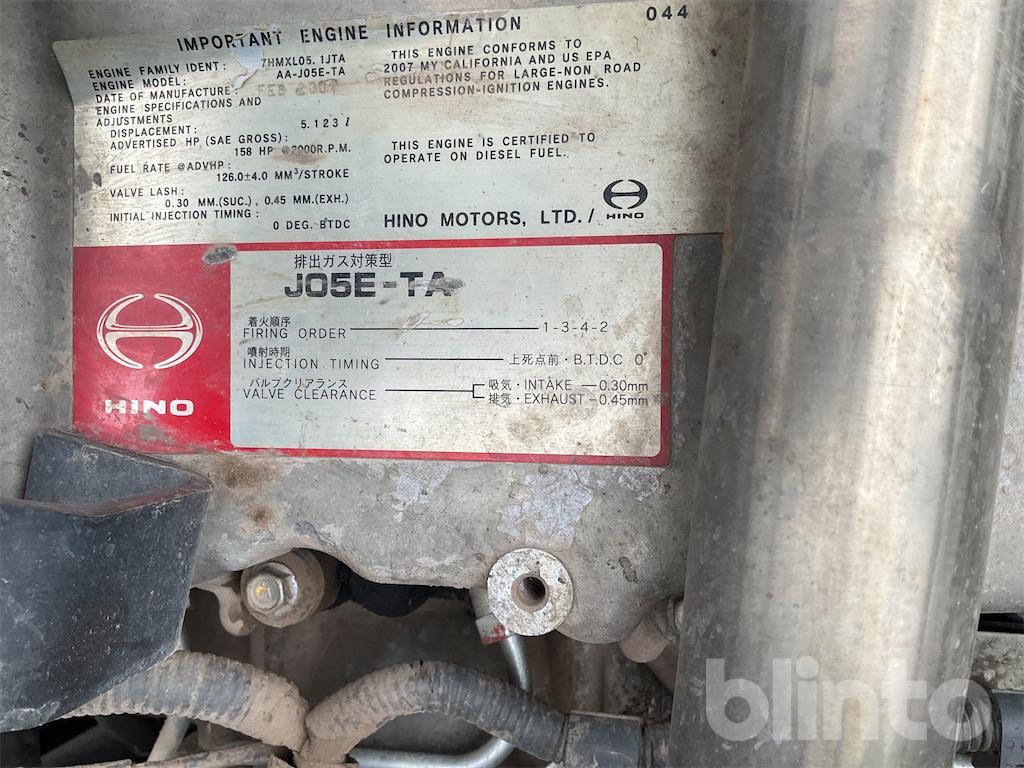 IMPORTANT ENGINE INFORMATION
044
ENGINE FAMILY IDENT: 7HMXL05.1JTA
ENGINE MODEL: AA-J05E-TA
DATE OF MANUFACTURE:
ENGINE SPECIFICATIONS AND
ADJUSTMENTS
DISPLACEMENT: 5.123 ℓ
ADVERTISED HP (SAE GROSS):
158 HP @2000R.P.M.
FUEL RATE @ADVHP:
126.0±4.0 MM³/STROKE
VALVE LASH:
0.30 MM.(SUC.), 0.45 MM.(EXH.)
INITIAL INJECTION TIMING:
0 DEG. BTDC
THIS ENGINE CONFORMS TO
2007 MY CALIFORNIA AND US EPA
REGULATIONS FOR LARGE-NON, ROAD
COMPRESSION-IGNITION ENGINES.
THIS ENGINE IS CERTIFIED TO
OPERATE ON DIESEL FUEL.
HINO MOTORS, LTD./ HINO
排出ガス対策型
J05E-TA
着火順序
FIRING ORDER 1-3-4-2
噴射時期
INJECTION TIMING 上死点前・B.T.D.C 0°
バルブクリアランス
VALVE CLEARANCE
吸気・INTAKE 0.30mm
排気・EXHAUST 0.45mm
HINO
blinto